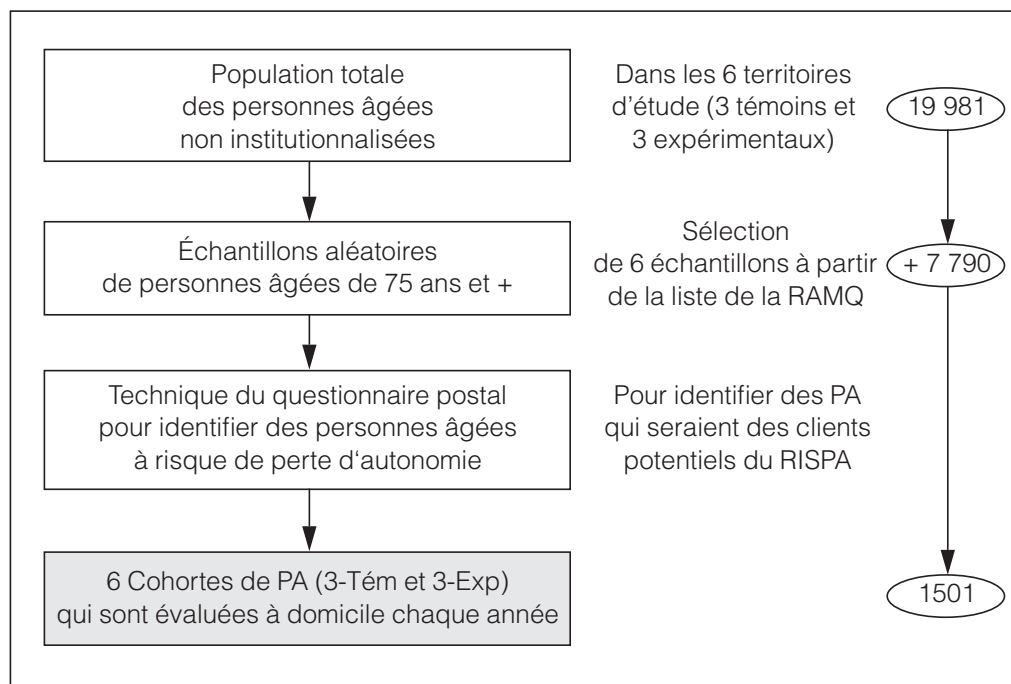 Population totale
des personnes âgées
non institutionnalisées
Dans les 6 territoires
d'étude (3 témoins et
3 expérimentaux)
19 981
Échantillons aléatoires
de personnes âgées de 75 ans et +
Sélection
de 6 échantillons à partir
de la liste de la RAMQ
+ 7 790
Technique du questionnaire postal
pour identifier des personnes âgées
à risque de perte d'autonomie
Pour identifier des PA
qui seraient des clients
potentiels du RISPA
6 Cohortes de PA (3-Tém et 3-Exp)
qui sont évaluées à domicile chaque année
1501